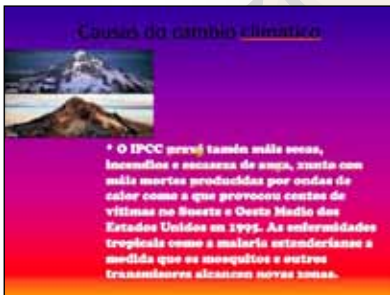 Causas do cambio climático
* O IPCC prevé tamén máis secas,
incendios e escaseza de auga, xunto con
máis mortes producidas por ondas de
calor como a que provocou centos de
vítimas no Sueste e Oeste Medio dos
Estados Unidos en 1995. As enfermidades
tropicais como a malaria estenderíanse a
medida que os mosquitos e outros
transmisores alcancen novas zonas.